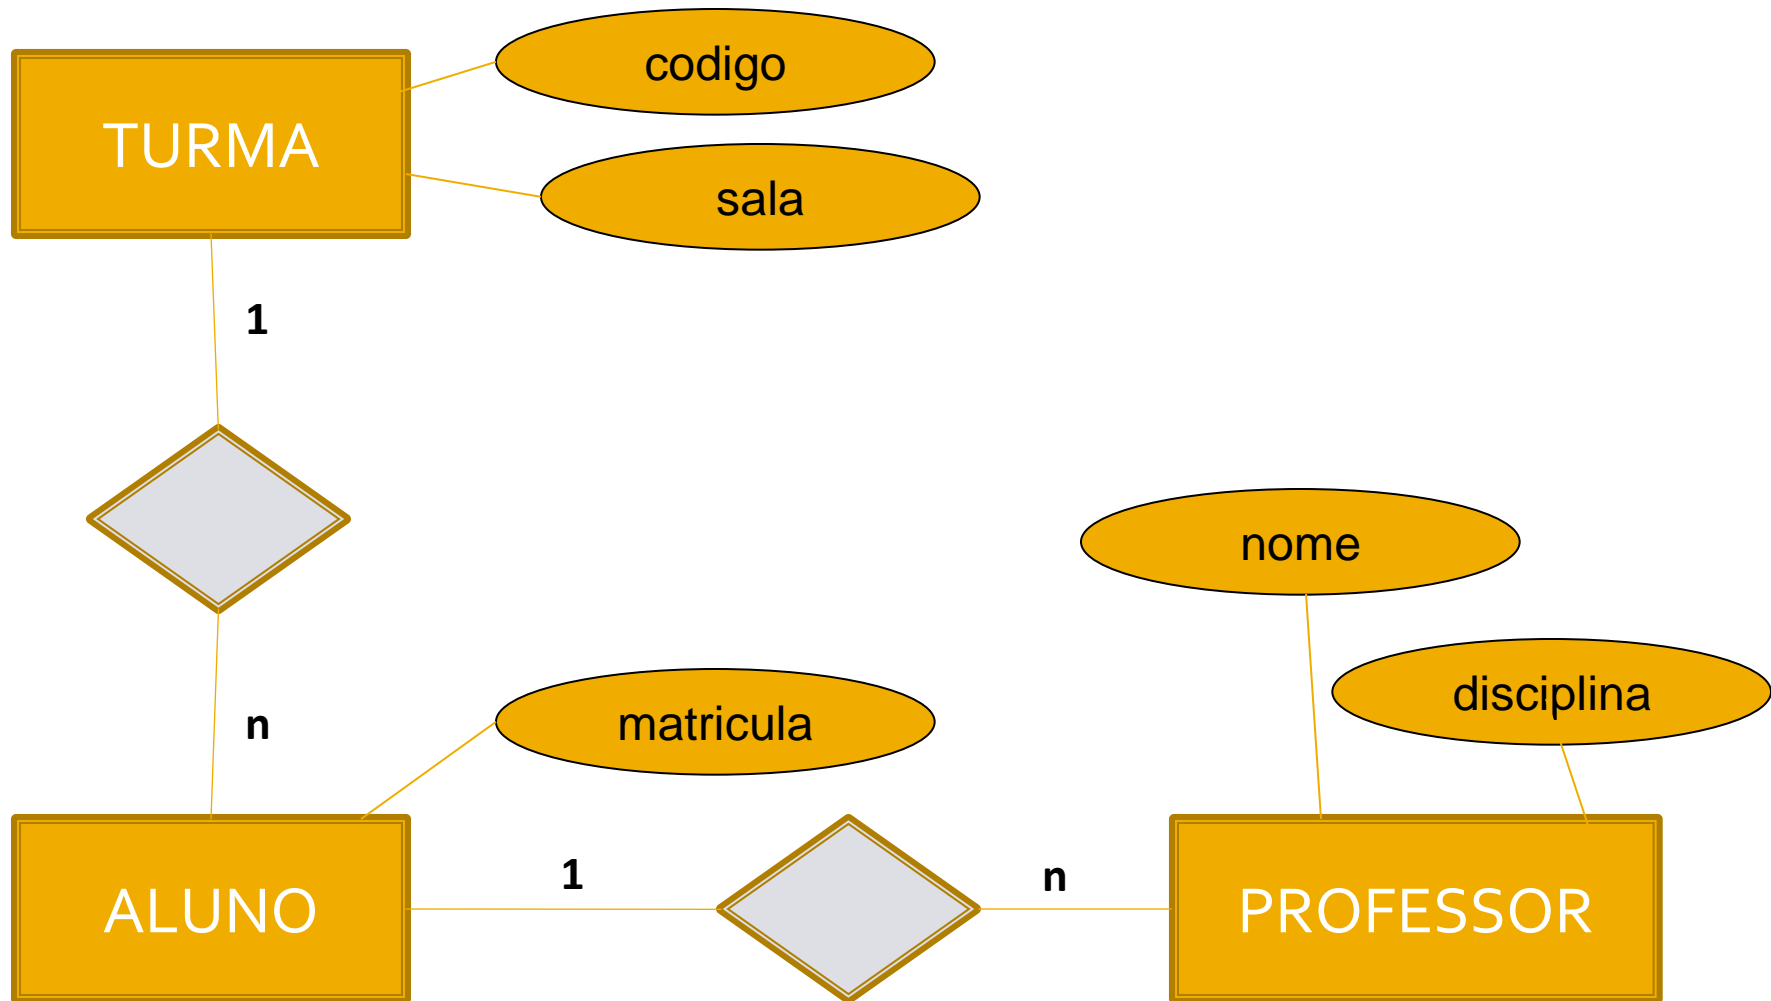 codigo
TURMA
sala
1
nome
disciplina
n
matricula
1
n
ALUNO
PROFESSOR